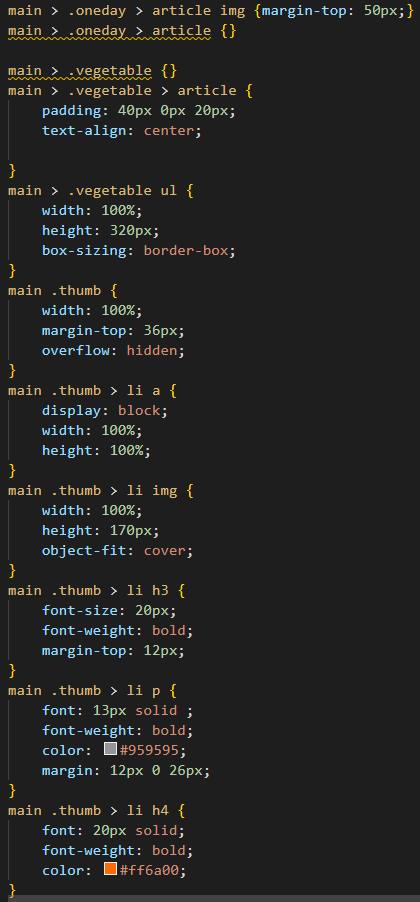 main > .oneday > article img {margin-top: 50px;}
main > .oneday > article {}

main > .vegetable {}
main > .vegetable > article {
    padding: 40px 0px 20px;
    text-align: center;

}
main > .vegetable ul {
    width: 100%;
    height: 320px;
    box-sizing: border-box;
}
main .thumb {
    width: 100%;
    margin-top: 36px;
    overflow: hidden;
}
main .thumb > li a {
    display: block;
    width: 100%;
    height: 100%;
}
main .thumb > li img {
    width: 100%;
    height: 170px;
    object-fit: cover;
}
main .thumb > li h3 {
    font-size: 20px;
    font-weight: bold;
    margin-top: 12px;
}
main .thumb > li p {
    font: 13px solid ;
    font-weight: bold;
    color: #959595;
    margin: 12px 0 26px;
}
main .thumb > li h4 {
    font: 20px solid;
    font-weight: bold;
    color: #ff6a00;
}